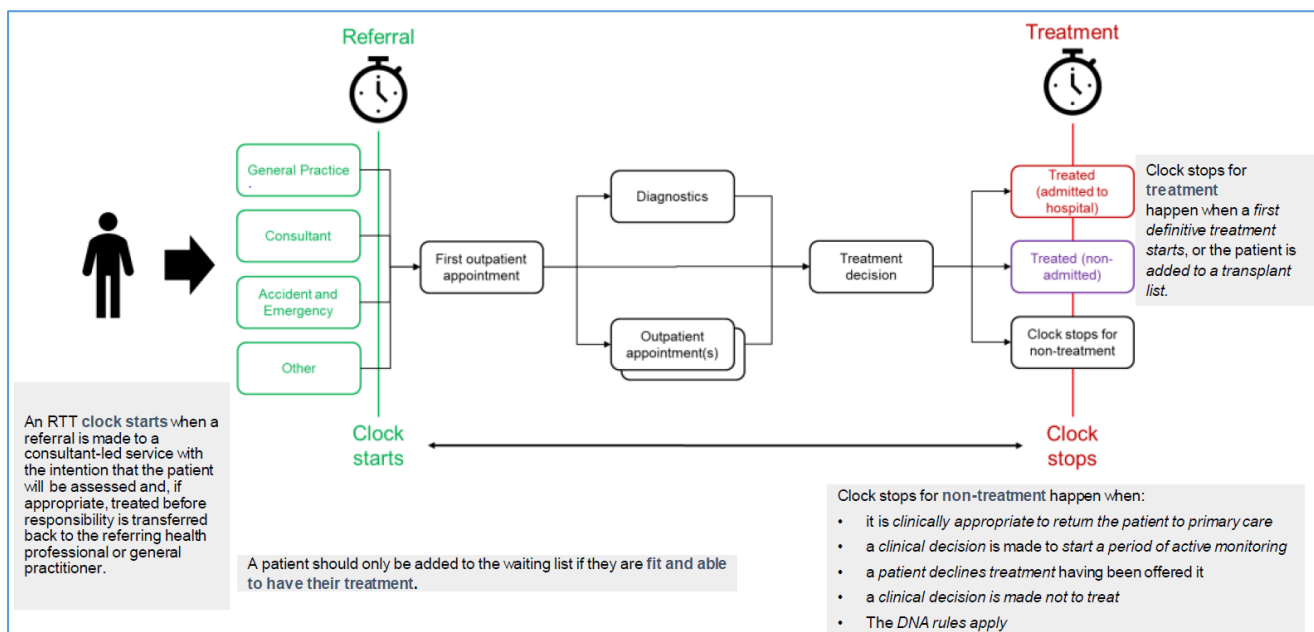 Referral
Treatment
General Practice
.
Consultant
Accident and
Emergency
Other
First outpatient
appointment
Diagnostics
Outpatient
appointment(s)
Treatment
decision
Treated
(admitted to
hospital)
Treated (non-
admitted)
Clock stops for
non-treatment
Clock stops for
treatment
happen when a first
definitive treatment
starts, or the patient is
added to a transplant
list.
Clock
starts
Clock
stops
An RTT clock starts when a
referral is made to a
consultant-led service with
the intention that the patient
will be assessed and, if
appropriate, treated before
responsibility is transferred
back to the referring health
professional or general
practitioner.
A patient should only be added to the waiting list if they are fit and able
to have their treatment.
Clock stops for non-treatment happen when:
• it is clinically appropriate to return the patient to primary care
• a clinical decision is made to start a period of active monitoring
• a patient declines treatment having been offered it
• a clinical decision is made not to treat
• The DNA rules apply